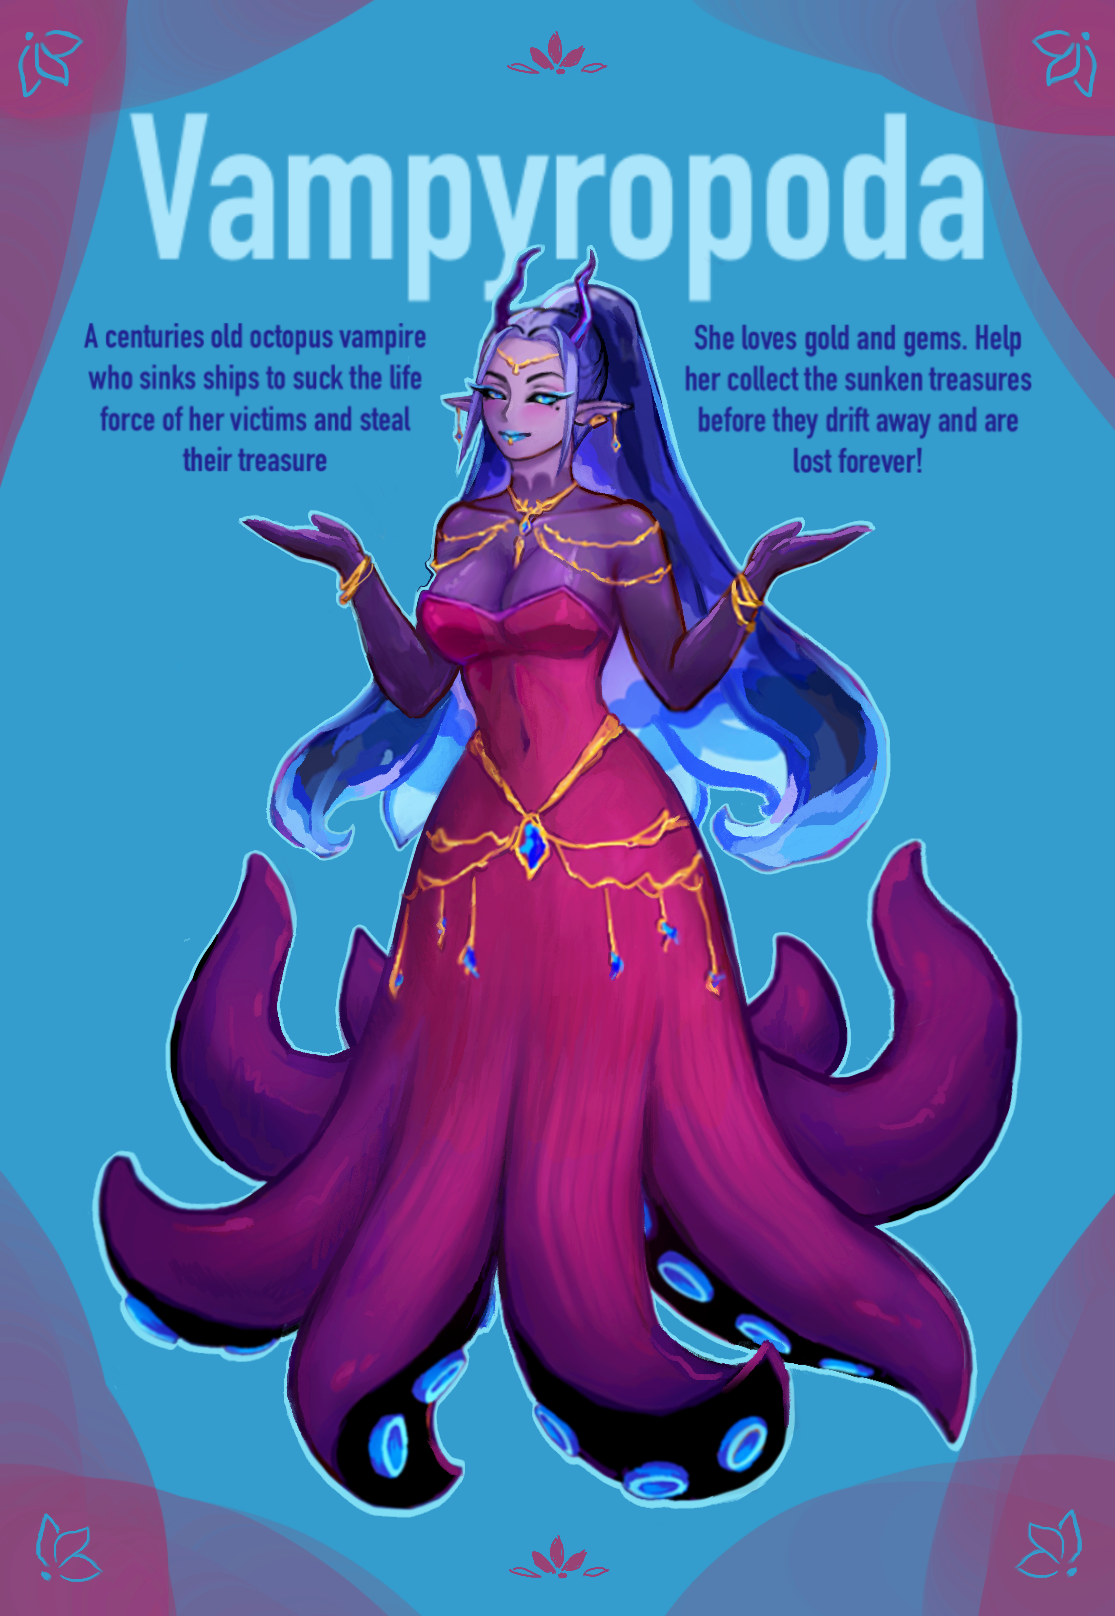 Vampyropoda
A centuries old octopus vampire
who sinks ships to suck the life
force of her victims and steal
their treasure
She loves gold and gems. Help
her collect the sunken treasures
before they drift away and are
lost forever!